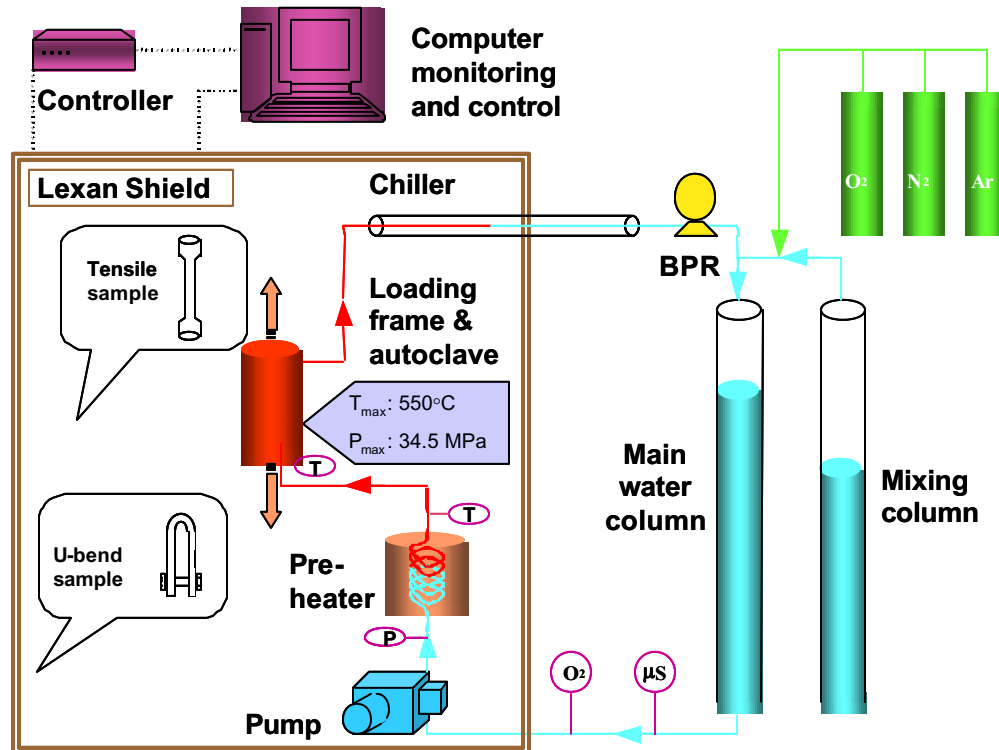 Computer
monitoring
and control
Controller
Lexan Shield
Chiller
O₂
N₂
Ar
BPR
Tensile
sample
Loading
frame &
autoclave
Tmax: 550°C
Pmax: 34.5 MPa
T
T
Main
water
column
Mixing
column
U-bend
sample
Pre-
heater
P
O₂
µS
Pump